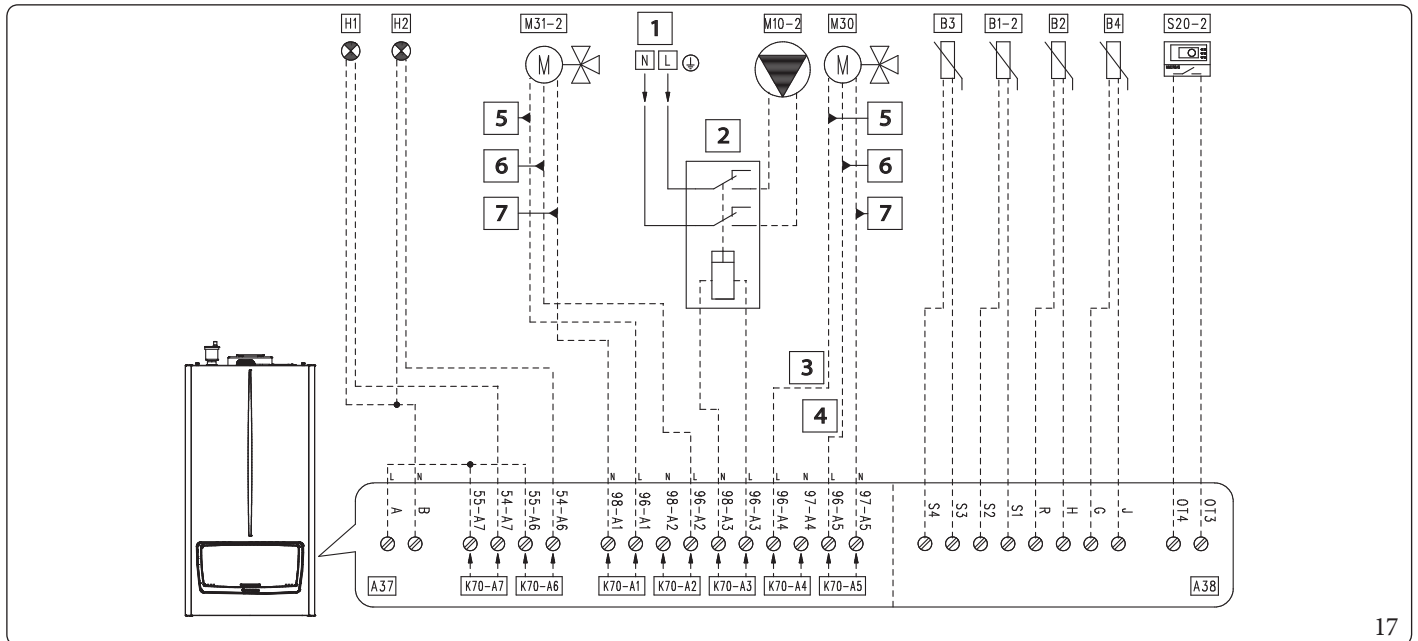 H1 H2 M31-2 1 M10-2 M30 B3 B1-2 B2 B4 S20-2
N L
M M
5 5
2
6 6
7 7
3
4
L N N L N L N L L N L N
A B 55-A7 54-A7 55-A6 54-A6 98-A1 96-A1 98-A2 96-A2 98-A3 96-A3 96-A4 97-A4 96-A5 97-A5 S4 S3 S2 S1 R H G J OT4 OT3
A37 K70-A7 K70-A6 K70-A1 K70-A2 K70-A3 K70-A4 K70-A5 A38
17